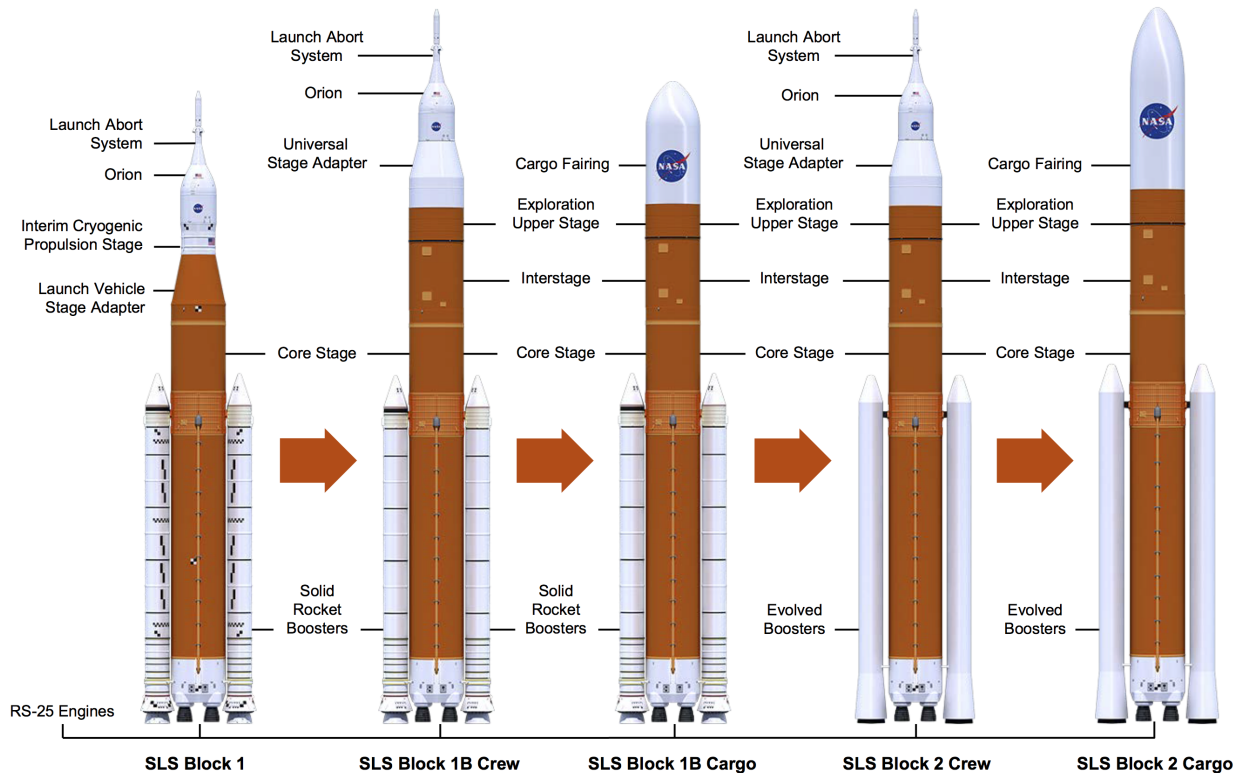 Launch Abort
System
Orion
Interim Cryogenic
Propulsion Stage
Launch Vehicle
Stage Adapter
Core Stage
Solid
Rocket
Boosters
RS-25 Engines
SLS Block 1
Launch Abort
System
Orion
Universal
Stage Adapter
Exploration
Upper Stage
Interstage
Core Stage
Solid
Rocket
Boosters
SLS Block 1B Crew
Cargo Fairing
NASA
Exploration
Upper Stage
Interstage
Core Stage
Evolved
Boosters
SLS Block 1B Cargo
Launch Abort
System
Orion
Universal
Stage Adapter
Exploration
Upper Stage
Interstage
Core Stage
Evolved
Boosters
SLS Block 2 Crew
Cargo Fairing
NASA
SLS Block 2 Cargo